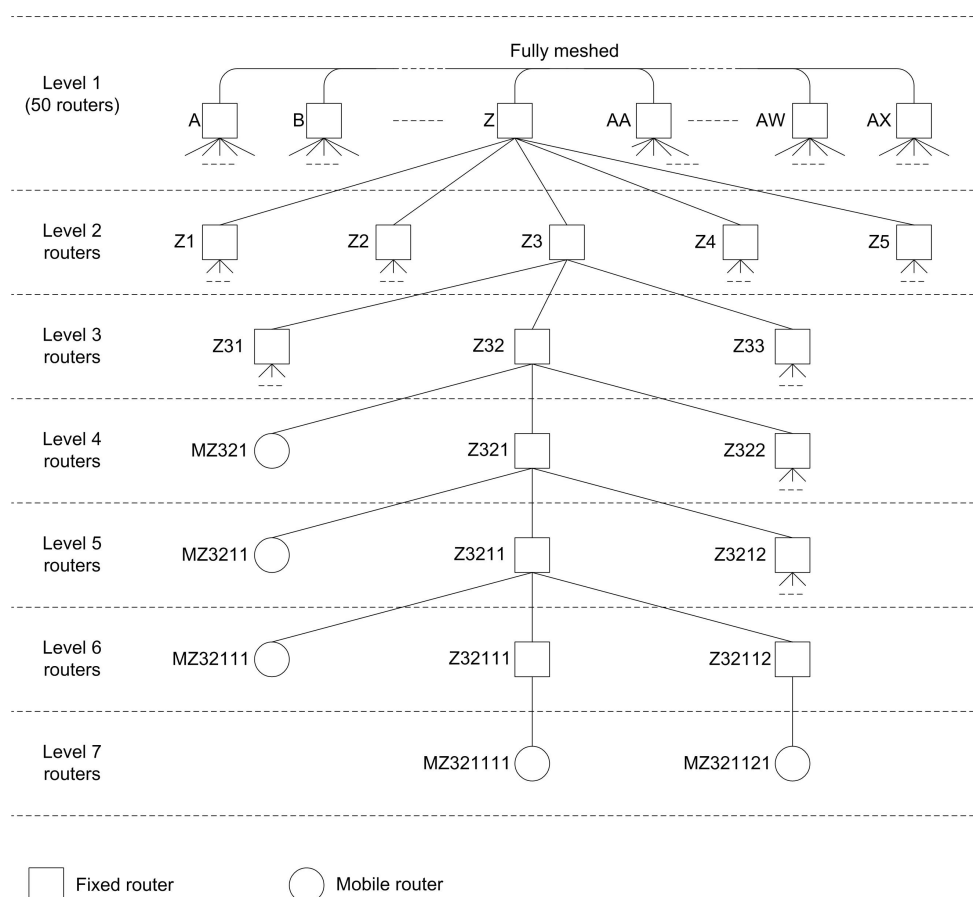 Fully meshed
Level 1
(50 routers)
A
B
Z
AA
AW
AX
Level 2
routers
Z1
Z2
Z3
Z4
Z5
Level 3
routers
Z31
Z32
Z33
Level 4
routers
MZ321
Z321
Z322
Level 5
routers
MZ3211
Z3211
Z3212
Level 6
routers
MZ32111
Z32111
Z32112
Level 7
routers
MZ321111
MZ321121
Fixed router
Mobile router